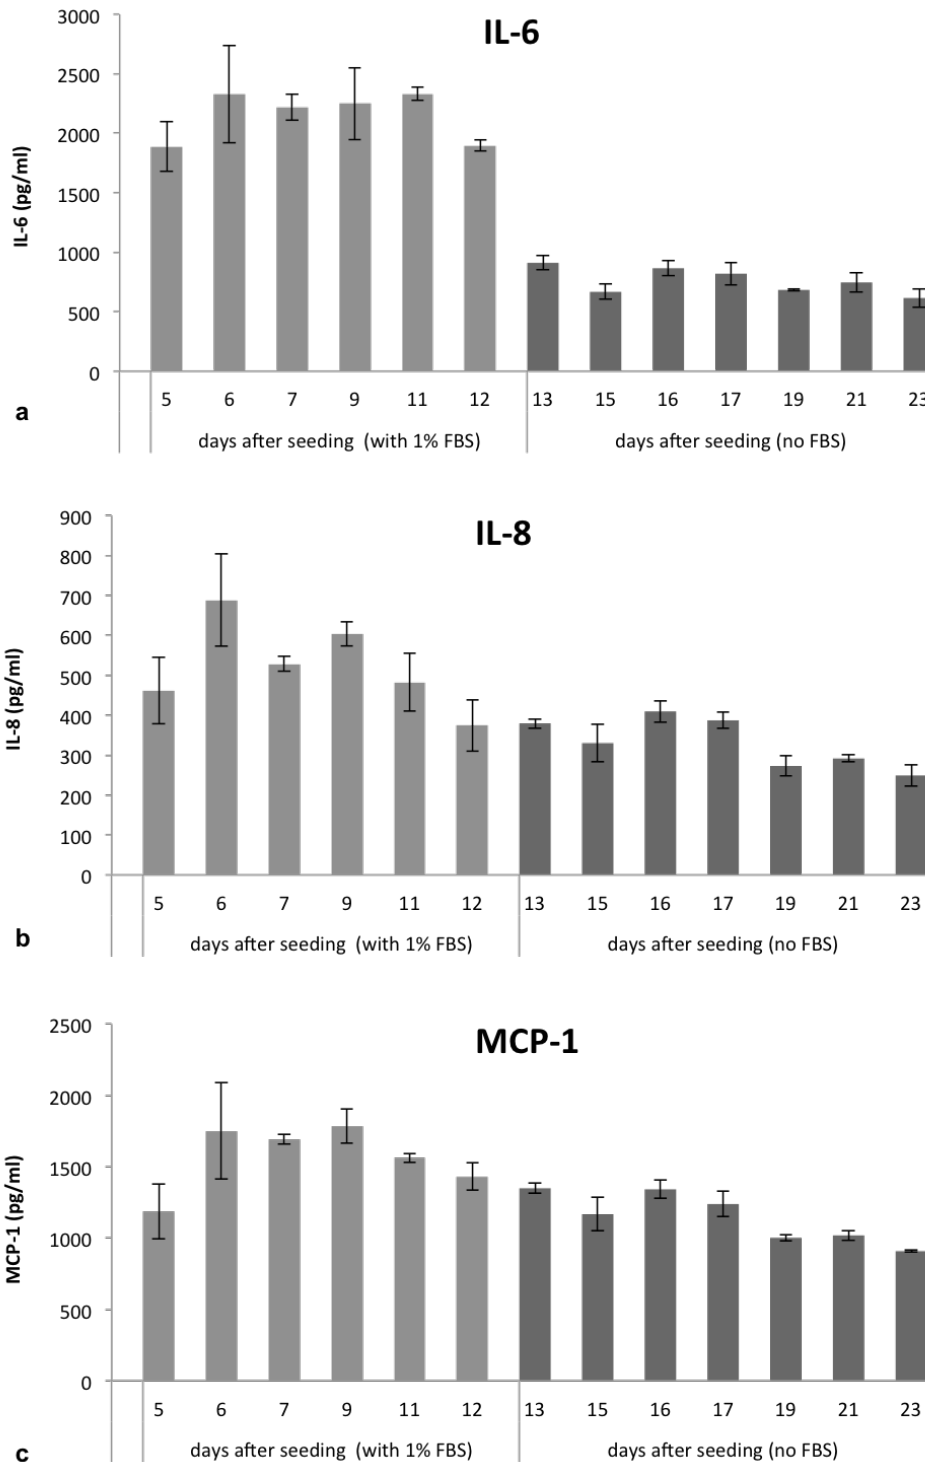 IL-6
3000
2500
2000
1500
1000
500
0
IL-6 (pg/ml)
5 6 7 9 11 12 13 15 16 17 19 21 23
a
days after seeding (with 1% FBS) days after seeding (no FBS)
IL-8
900
800
700
600
500
400
300
200
100
0
IL-8 (pg/ml)
5 6 7 9 11 12 13 15 16 17 19 21 23
b
days after seeding (with 1% FBS) days after seeding (no FBS)
MCP-1
2500
2000
1500
1000
500
0
MCP-1 (pg/ml)
5 6 7 9 11 12 13 15 16 17 19 21 23
c
days after seeding (with 1% FBS) days after seeding (no FBS)